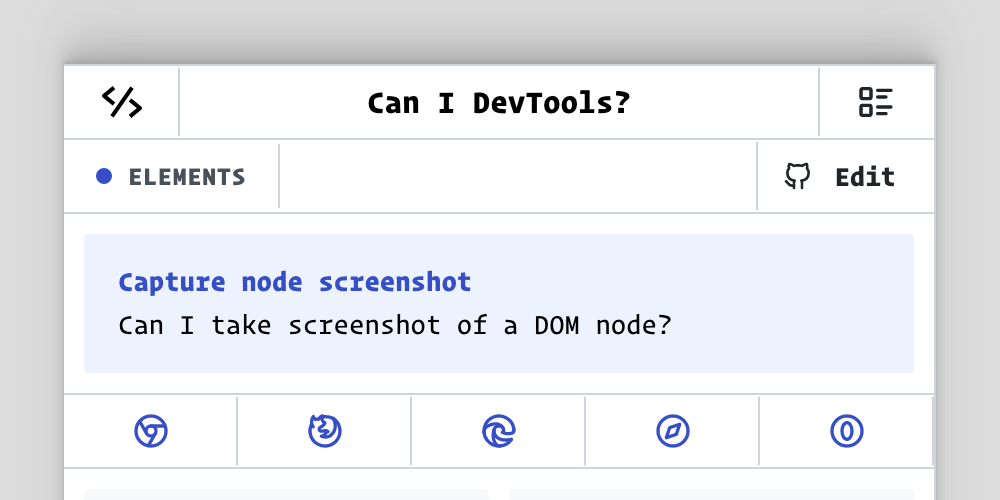 Can I DevTools?
ELEMENTS
Edit
Capture node screenshot
Can I take screenshot of a DOM node?